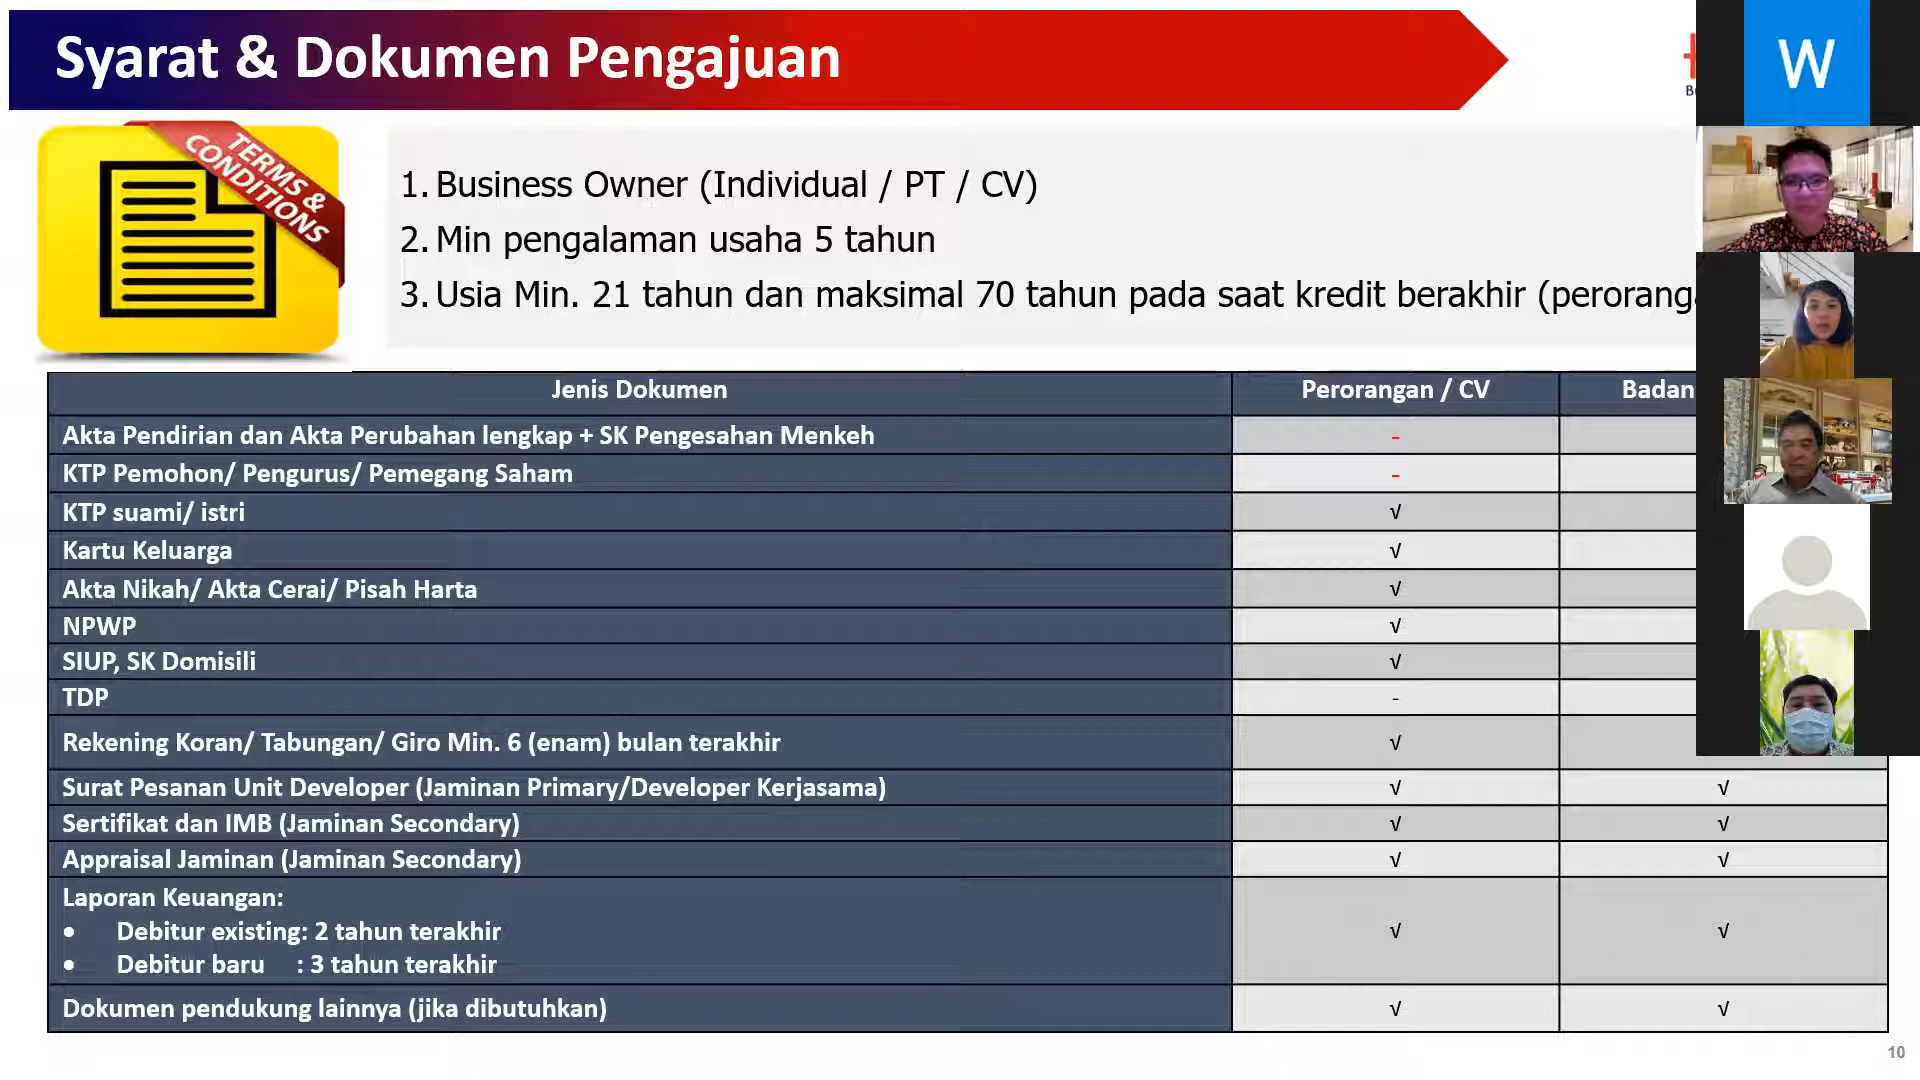 Syarat & Dokumen Pengajuan
W
TERMS &
CONDITIONS
1. Business Owner (Individual / PT / CV)
2. Min pengalaman usaha 5 tahun
3. Usia Min. 21 tahun dan maksimal 70 tahun pada saat kredit berakhir
Jenis Dokumen Perorangan / CV Badan
Akta Pendirian dan Akta Perubahan lengkap + SK Pengesahan Menkeh -
KTP Pemohon/ Pengurus/ Pemegang Saham -
KTP suami/ istri √
Kartu Keluarga √
Akta Nikah/ Akta Cerai/ Pisah Harta √
NPWP √
SIUP, SK Domisili √
TDP -
Rekening Koran/ Tabungan/ Giro Min. 6 (enam) bulan terakhir √
Surat Pesanan Unit Developer (Jaminan Primary/Developer Kerjasama) √ √
Sertifikat dan IMB (Jaminan Secondary) √ √
Appraisal Jaminan (Jaminan Secondary) √ √
Laporan Keuangan:
• Debitur existing: 2 tahun terakhir √ √
• Debitur baru : 3 tahun terakhir
Dokumen pendukung lainnya (jika dibutuhkan) √ √
10